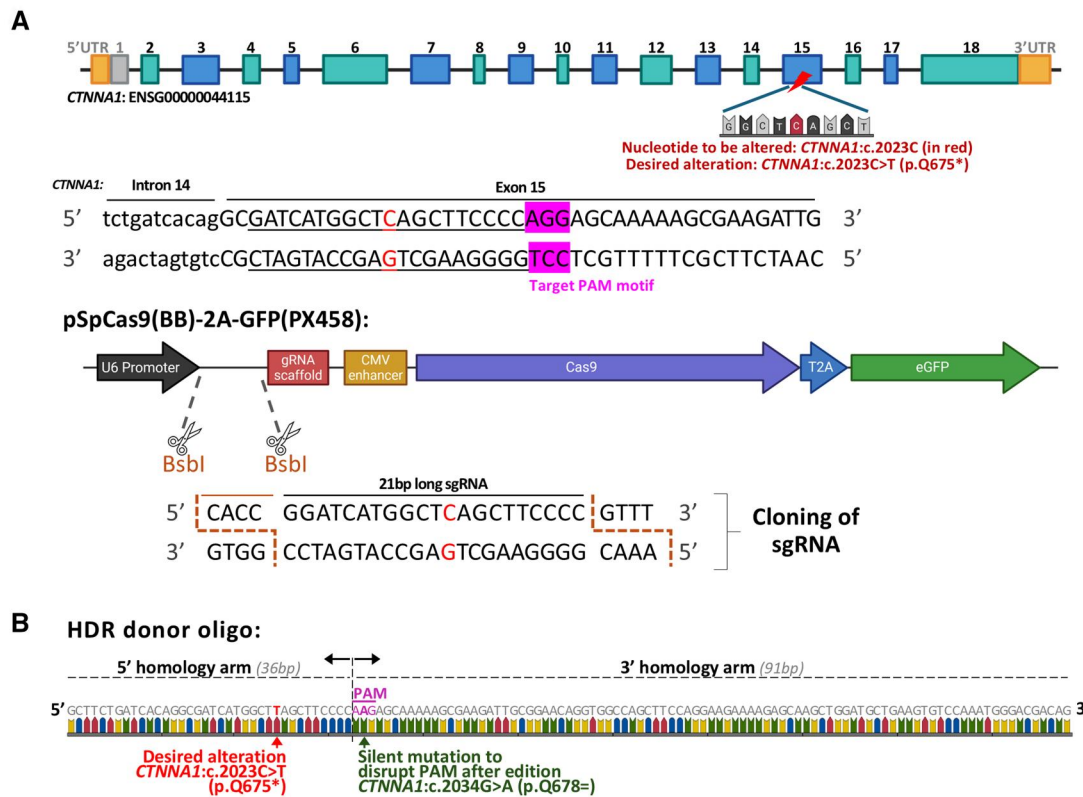 A
5'UTR 1 2 3 4 5 6 7 8 9 10 11 12 13 14 15 16 17 18 3'UTR
CTNNA1: ENSG00000044115
G G C T C A G C T
Nucleotide to be altered: CTNNA1:c.2023C (in red)
Desired alteration: CTNNA1:c.2023C>T (p.Q675*)
CTNNA1: Intron 14 Exon 15
5' tctgatcacagGCGATCATGGCTCAGCTTCCCCAGGAGCAAAAAGCGAAGATTG 3'
3' agactagtgtcCGCTAGTACCGAGTCGAAGGGGTCCTCGTTTTTCGCTTCTAAC 5'
Target PAM motif
pSpCas9(BB)-2A-GFP(PX458):
U6 Promoter gRNA scaffold CMV enhancer Cas9 T2A eGFP
BsbI BsbI
21bp long sgRNA
5' CACC GGATCATGGCTCAGCTTCCCC GTTT 3'
3' GTGG CCTAGTACCGAGTCGAAGGGG CAAA 5'
Cloning of
sgRNA
B
HDR donor oligo:
5' homology arm (36bp) 3' homology arm (91bp)
PAM
5' GCTTCTGATCACAGGCGATCATGGCTTAGCTTCCCCAAGAGCAAAAAGCGAAGATTGCGGAACAGGTGGCCAGCTTCCAGGAAGAAAAGAGCAAGCTGGATGCTGAAGTGTCCAAATGGGACGACAG 3'
Desired alteration
CTNNA1:c.2023C>T
(p.Q675*)
Silent mutation to
disrupt PAM after edition
CTNNA1:c.2034G>A (p.Q678=)